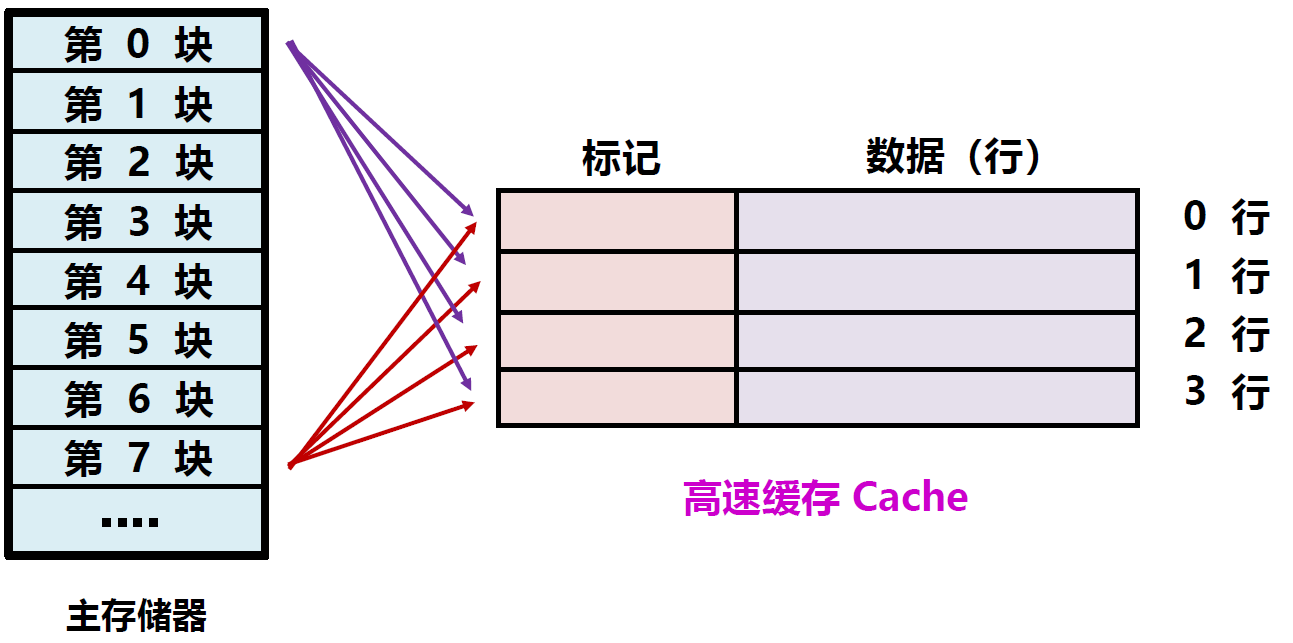 第 0 块
第 1 块
第 2 块
第 3 块
第 4 块
第 5 块
第 6 块
第 7 块
....
主存储器
标记 数据（行）
0 行
1 行
2 行
3 行
高速缓存 Cache